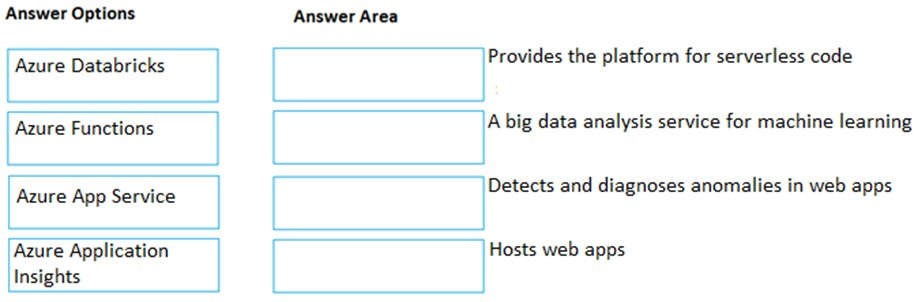 Answer Options
Answer Area
Azure Databricks
Provides the platform for serverless code
Azure Functions
A big data analysis service for machine learning
Azure App Service
Detects and diagnoses anomalies in web apps
Azure Application
Insights
Hosts web apps